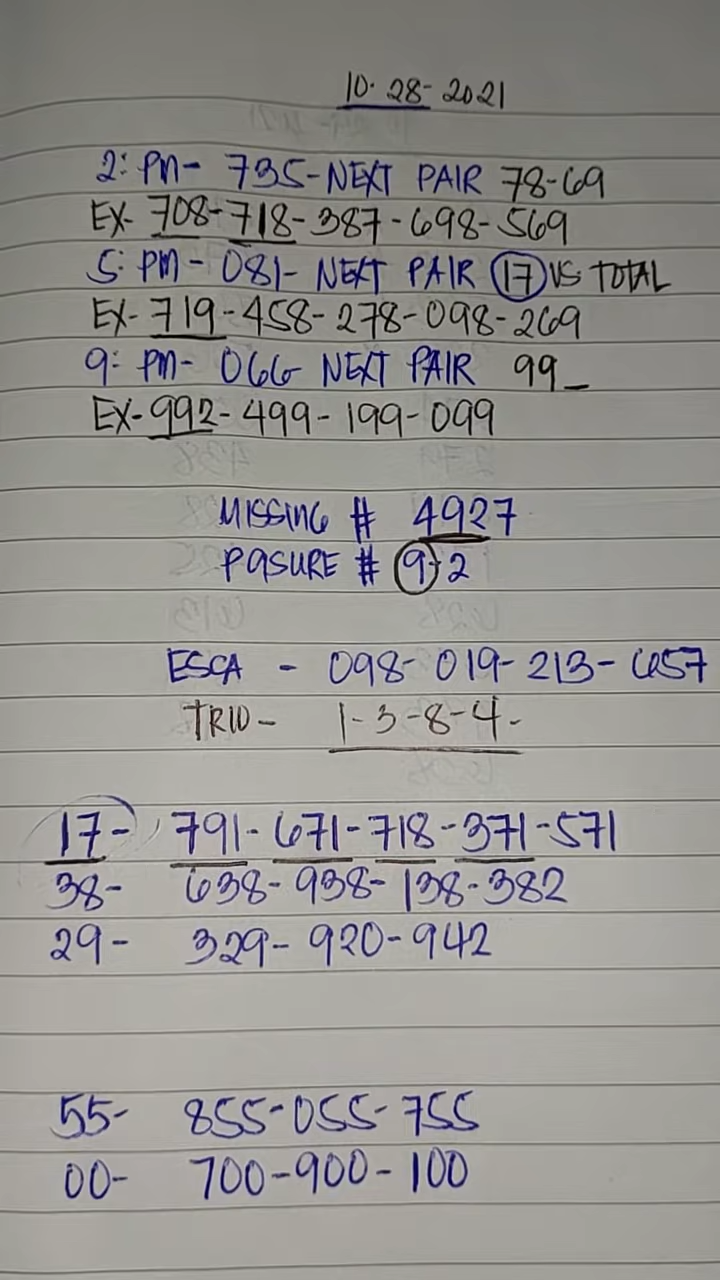 10-28-2021
2: PM- 735-NEXT PAIR 78-69
EX- 708-718-387-698-569
5: PM- 081- NEXT PAIR 17 VS TOTAL
EX- 719-458-278-098-269
9: PM- 066 NEXT PAIR 99_
EX-992-499-199-099
MISSING # 4927
PASURE # 9-2
ESCA - 098-019-213-657
TRIO- 1-3-8-4-
17- 791-671-718-371-571
38- 638-938-138-382
29- 329-920-942
55- 855-055-755
00- 700-900-100